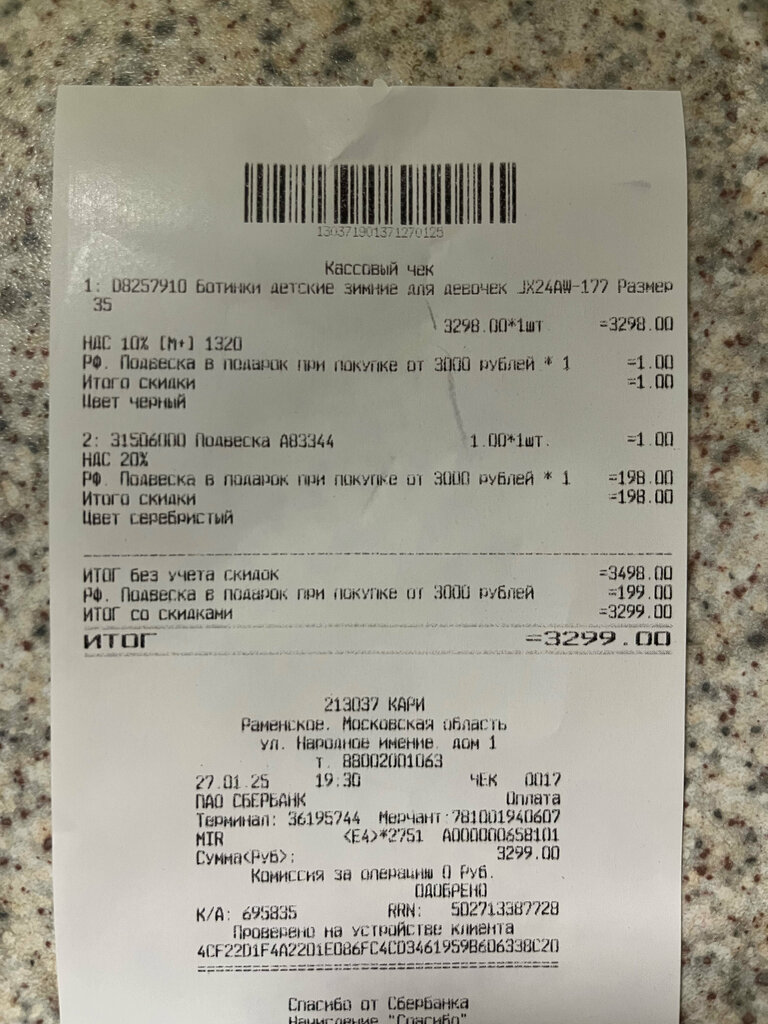 130371901371270125
Кассовый чек
1: D8257910 Ботинки детские зимние для девочек JX24AW-177 Размер
35
3298.00*1шт. =3298.00
НДС 10% [М+] 1320
РФ. Подвеска в подарок при покупке от 3000 рублей * 1 =1.00
Итого скидки =1.00
Цвет черный
2: 31506000 Подвеска A83344 1.00*1шт. =1.00
НДС 20%
РФ. Подвеска в подарок при покупке от 3000 рублей * 1 =198.00
Итого скидки =198.00
Цвет серебристый
ИТОГ без учета скидок =3498.00
РФ. Подвеска в подарок при покупке от 3000 рублей =199.00
ИТОГ со скидками =3299.00
ИТОГ =3299.00
213037 КАРИ
Раменское, Московская область
ул. Народное имение, дом 1
т. 88002001063
27.01.25 19:30 ЧЕК 0017
ПАО СБЕРБАНК Оплата
Терминал: 36195744 Мерчант:781001940607
MIR <E4>*2751 A000000658101
Сумма(Руб): 3299.00
Комиссия за операцию 0 Руб.
ОДОБРЕНО
К/А: 695835 RRN: 502713387728
Проверено на устройстве клиента
4CF22D1F4A22D1E086FC4CD3461959B6D6338C20
Спасибо от Сбербанка
Начисление "Спасибо"